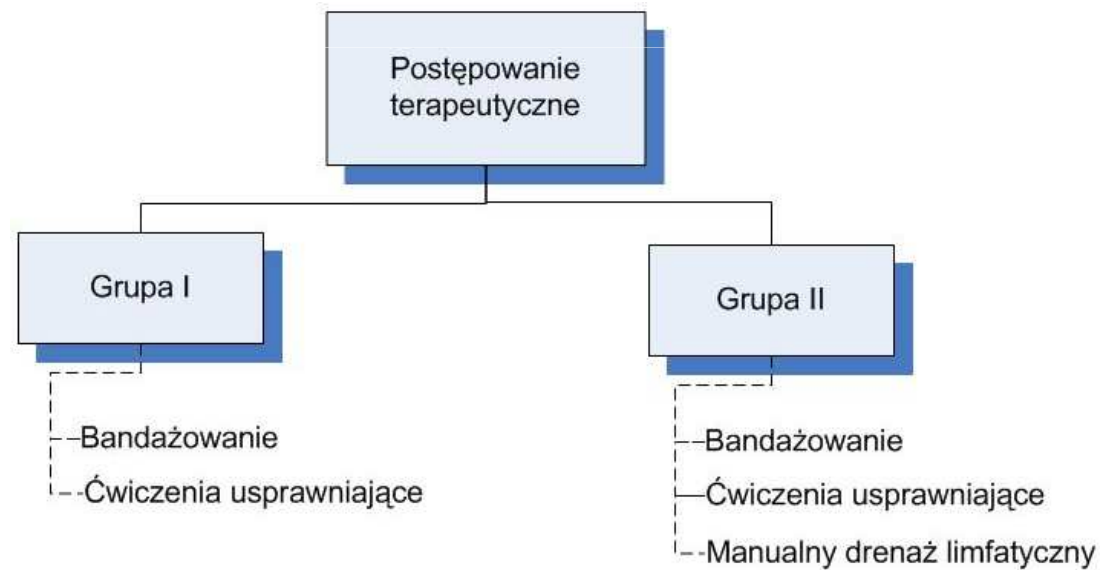 Postępowanie
terapeutyczne
Grupa I
Bandażowanie
Ćwiczenia usprawniające
Grupa II
Bandażowanie
Ćwiczenia usprawniające
Manualny drenaż limfatyczny